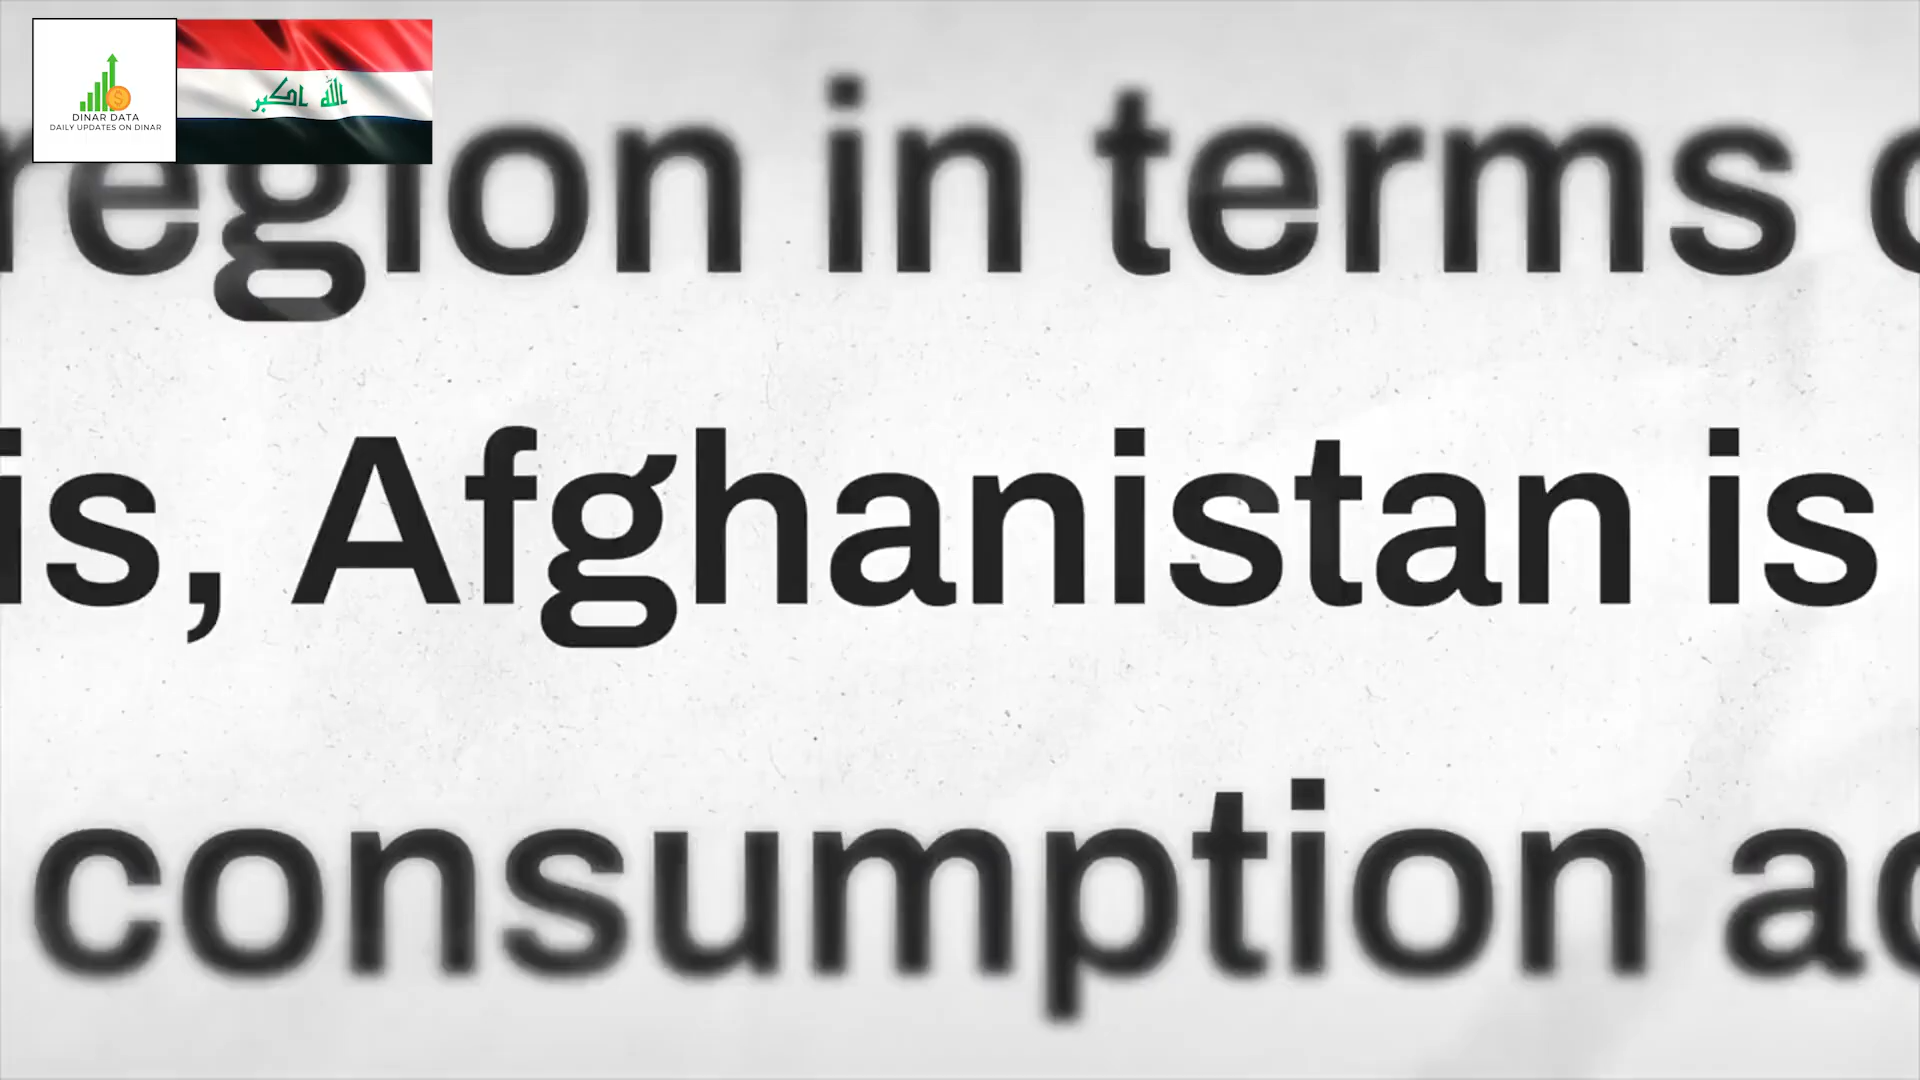 DINAR DATA
DAILY UPDATES ON DINAR
الله اكبر
region in terms
is, Afghanistan is
consumption